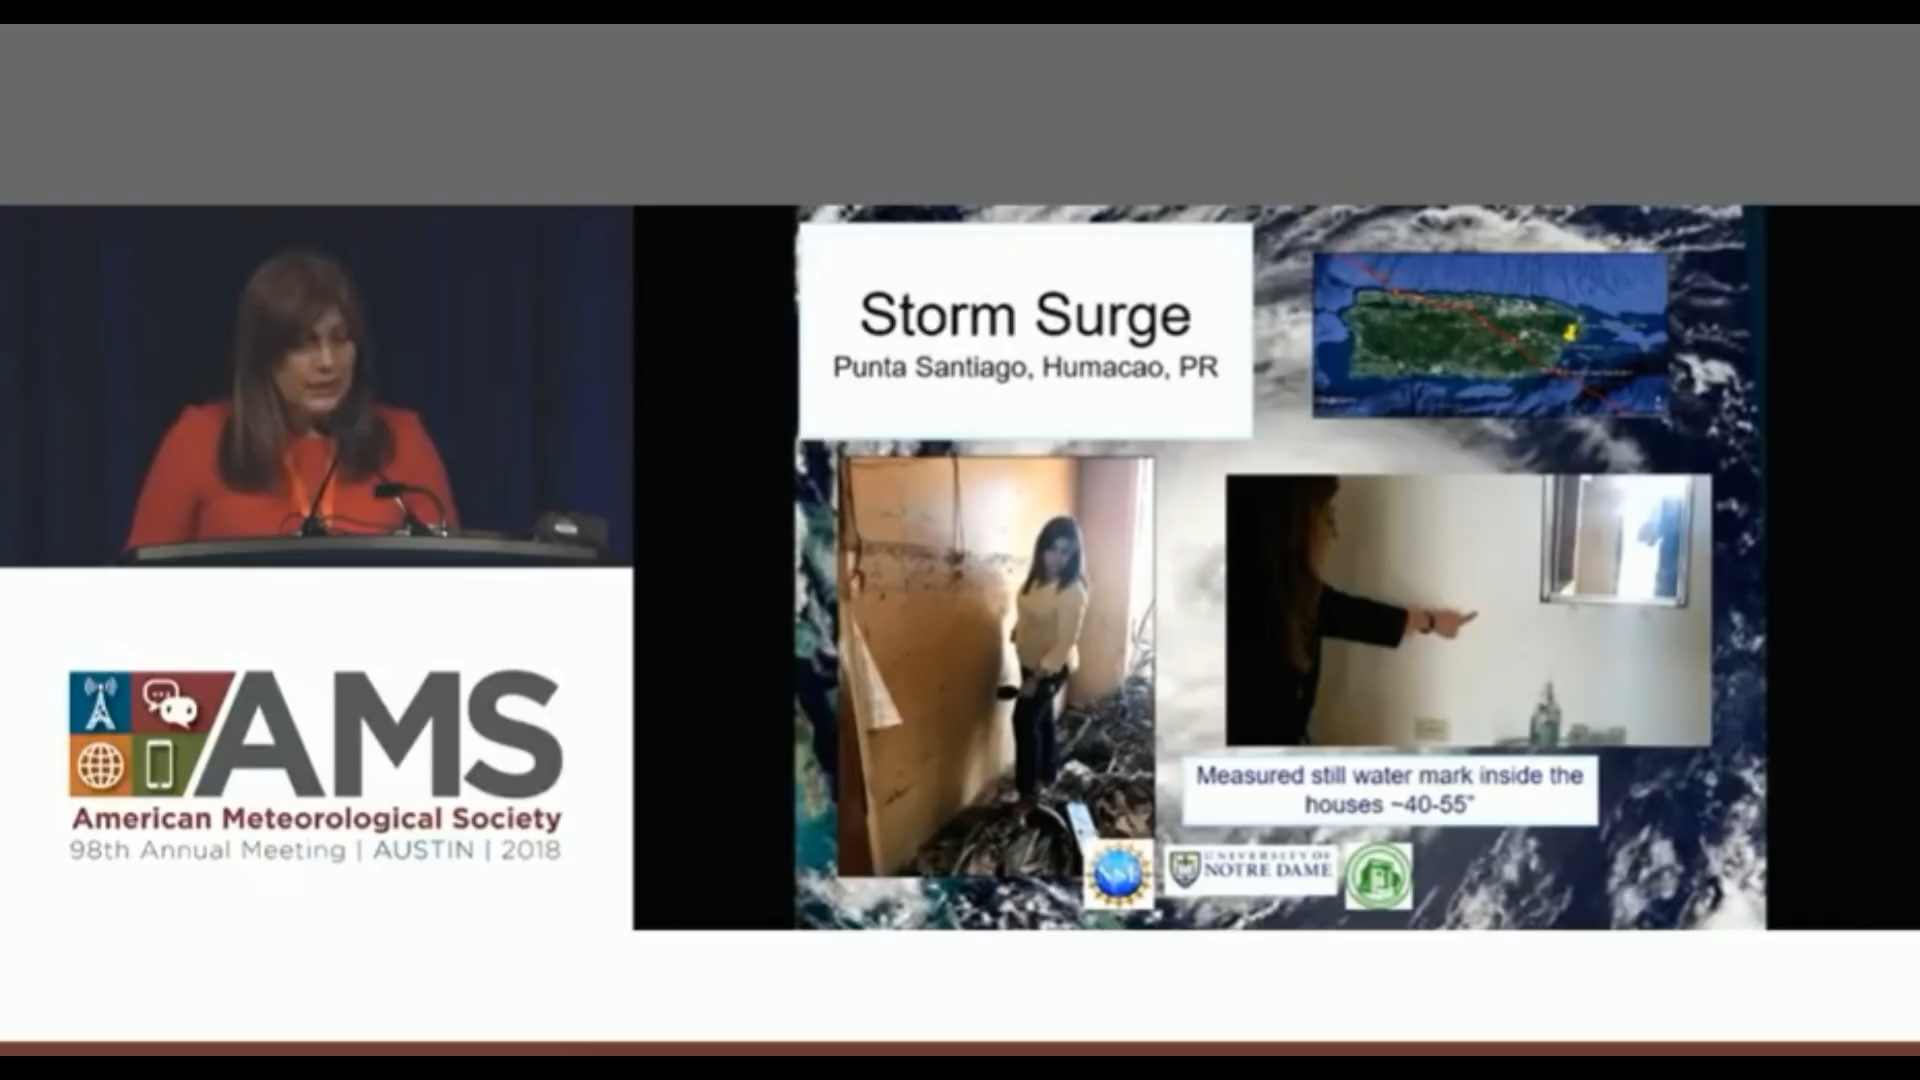 Storm Surge
Punta Santiago, Humacao, PR
Measured still water mark inside the
houses ~40-55"
NSF
UNIVERSITY OF
NOTRE DAME
AMS
American Meteorological Society
98th Annual Meeting | AUSTIN | 2018